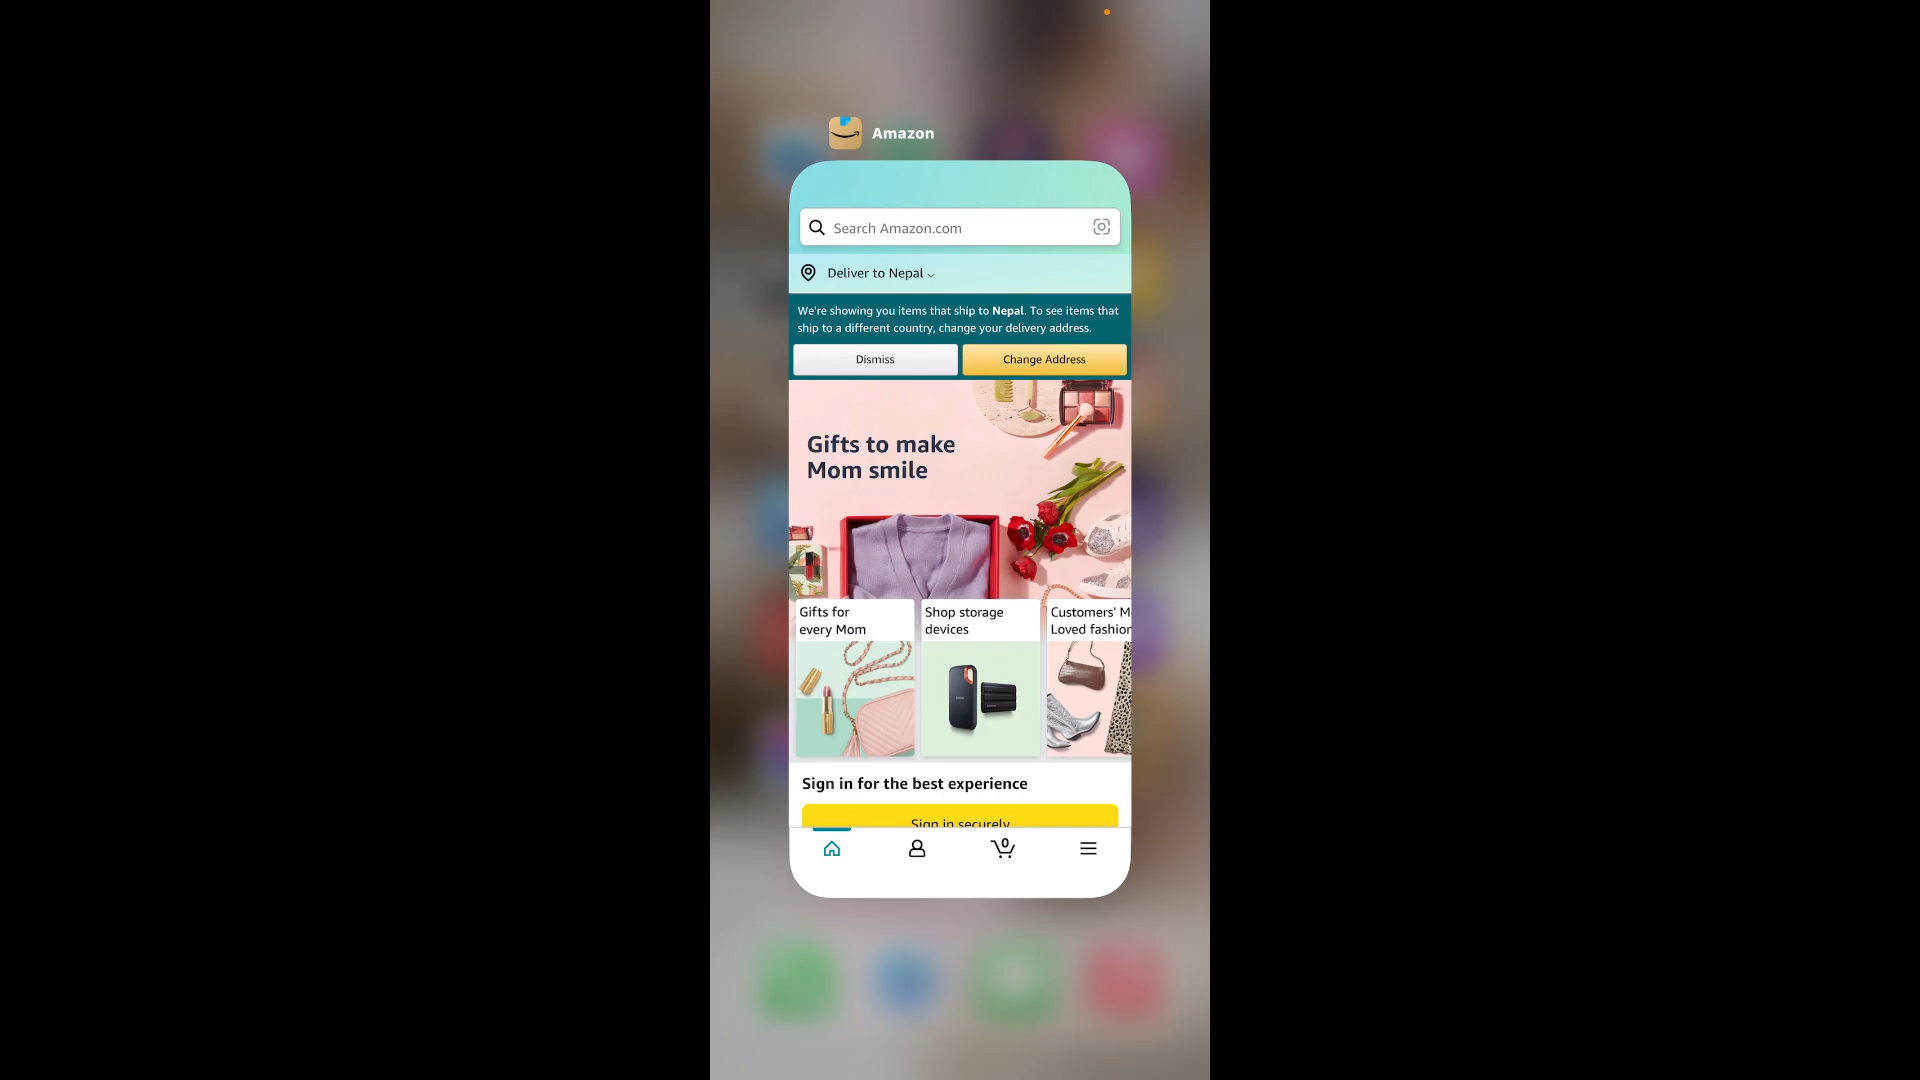 Amazon
Search Amazon.com
Deliver to Nepal
We're showing you items that ship to Nepal. To see items that
ship to a different country, change your delivery address.
Dismiss
Change Address
Gifts to make
Mom smile
Gifts for
every Mom
Shop storage
devices
Customers' M
Loved fashion
Sign in for the best experience
Sign in securely
0